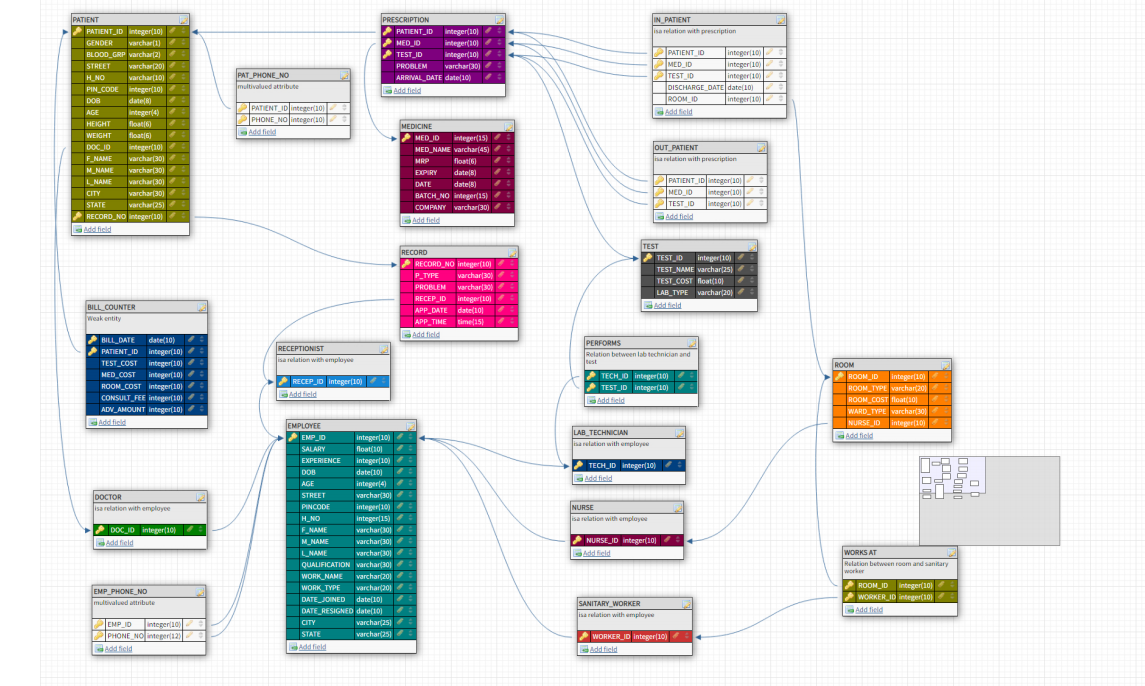 PATIENT
PATIENT_ID integer(10)
GENDER varchar(1)
BLOOD_GRP varchar(2)
STREET varchar(20)
H_NO integer(10)
PIN_CODE integer(10)
DOB date(8)
AGE integer(4)
HEIGHT float(6)
WEIGHT float(6)
DOC_ID integer(10)
F_NAME varchar(30)
M_NAME varchar(30)
L_NAME varchar(30)
CITY varchar(30)
STATE varchar(25)
RECORD_NO integer(10)
Add field
PAT_PHONE_NO
multivalued attribute
PATIENT_ID integer(10)
PHONE_NO integer(10)
Add field
PRESCRIPTION
PATIENT_ID integer(10)
MED_ID integer(10)
TEST_ID integer(10)
PROBLEM varchar(30)
ARRIVAL_DATE date(10)
Add field
IN_PATIENT
isa relation with prescription
PATIENT_ID integer(10)
MED_ID integer(10)
TEST_ID integer(10)
DISCHARGE_DATE date(10)
ROOM_ID integer(10)
Add field
MEDICINE
MED_ID integer(15)
MED_NAME varchar(45)
MRP float(6)
EXPIRY date(8)
DATE date(8)
BATCH_NO integer(15)
COMPANY varchar(30)
Add field
OUT_PATIENT
isa relation with prescription
PATIENT_ID integer(10)
MED_ID integer(10)
TEST_ID integer(10)
Add field
RECORD
RECORD_NO integer(10)
P_TYPE varchar(30)
PROBLEM varchar(30)
RECEP_ID integer(10)
APP_DATE date(10)
APP_TIME time(15)
Add field
TEST
TEST_ID integer(10)
TEST_NAME varchar(25)
TEST_COST float(10)
LAB_TYPE varchar(20)
Add field
BILL_COUNTER
Weak entity
BILL_DATE date(10)
PATIENT_ID integer(10)
TEST_COST integer(10)
MED_COST integer(10)
ROOM_COST integer(10)
CONSULT_FEE integer(10)
ADV_AMOUNT integer(10)
Add field
RECEPTIONIST
isa relation with employee
RECEP_ID integer(10)
Add field
PERFORMS
Relation between lab technician and
test
TECH_ID integer(10)
TEST_ID integer(10)
Add field
ROOM
ROOM_ID integer(10)
ROOM_TYPE varchar(20)
ROOM_COST float(10)
WARD_TYPE varchar(30)
NURSE_ID integer(10)
Add field
EMPLOYEE
EMP_ID integer(10)
SALARY float(10)
EXPERIENCE integer(10)
DOB date(10)
AGE integer(4)
STREET varchar(30)
PINCODE integer(10)
H_NO integer(15)
F_NAME varchar(30)
M_NAME varchar(30)
L_NAME varchar(30)
QUALIFICATION varchar(30)
WORK_NAME varchar(20)
WORK_TYPE varchar(20)
DATE_JOINED date(10)
DATE_RESIGNED date(10)
CITY varchar(25)
STATE varchar(25)
Add field
LAB_TECHNICIAN
isa relation with employee
TECH_ID integer(10)
Add field
DOCTOR
isa relation with employee
DOC_ID integer(10)
Add field
NURSE
isa relation with employee
NURSE_ID integer(10)
Add field
WORKS AT
Relation between room and sanitary
worker
ROOM_ID integer(10)
WORKER_ID integer(10)
Add field
EMP_PHONE_NO
multivalued attribute
EMP_ID integer(10)
PHONE_NO integer(12)
Add field
SANITARY_WORKER
isa relation with employee
WORKER_ID integer(10)
Add field